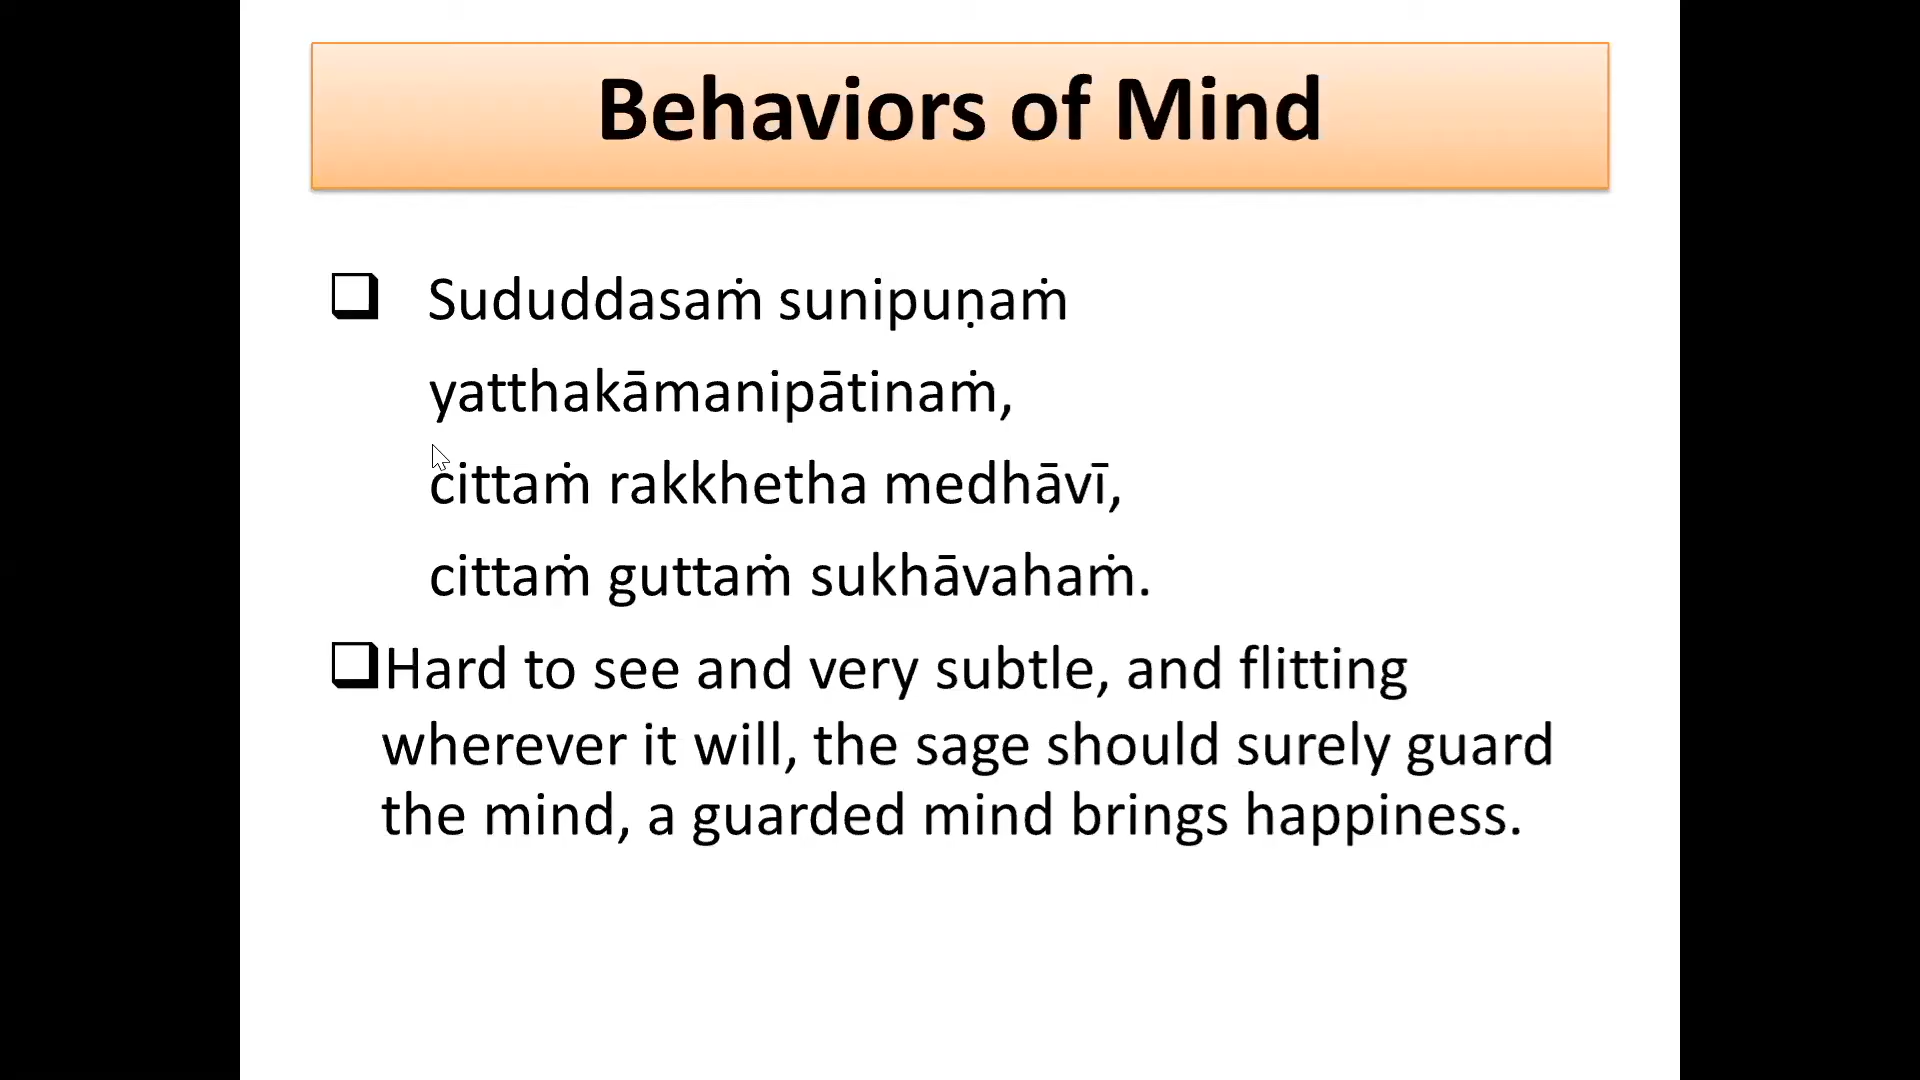 Behaviors of Mind
Sududdasaṁ sunipuṇaṁ
yatthakāmanipātinaṁ,
cittaṁ rakkhetha medhāvī,
cittaṁ guttaṁ sukhāvahaṁ.
Hard to see and very subtle, and flitting
wherever it will, the sage should surely guard
the mind, a guarded mind brings happiness.